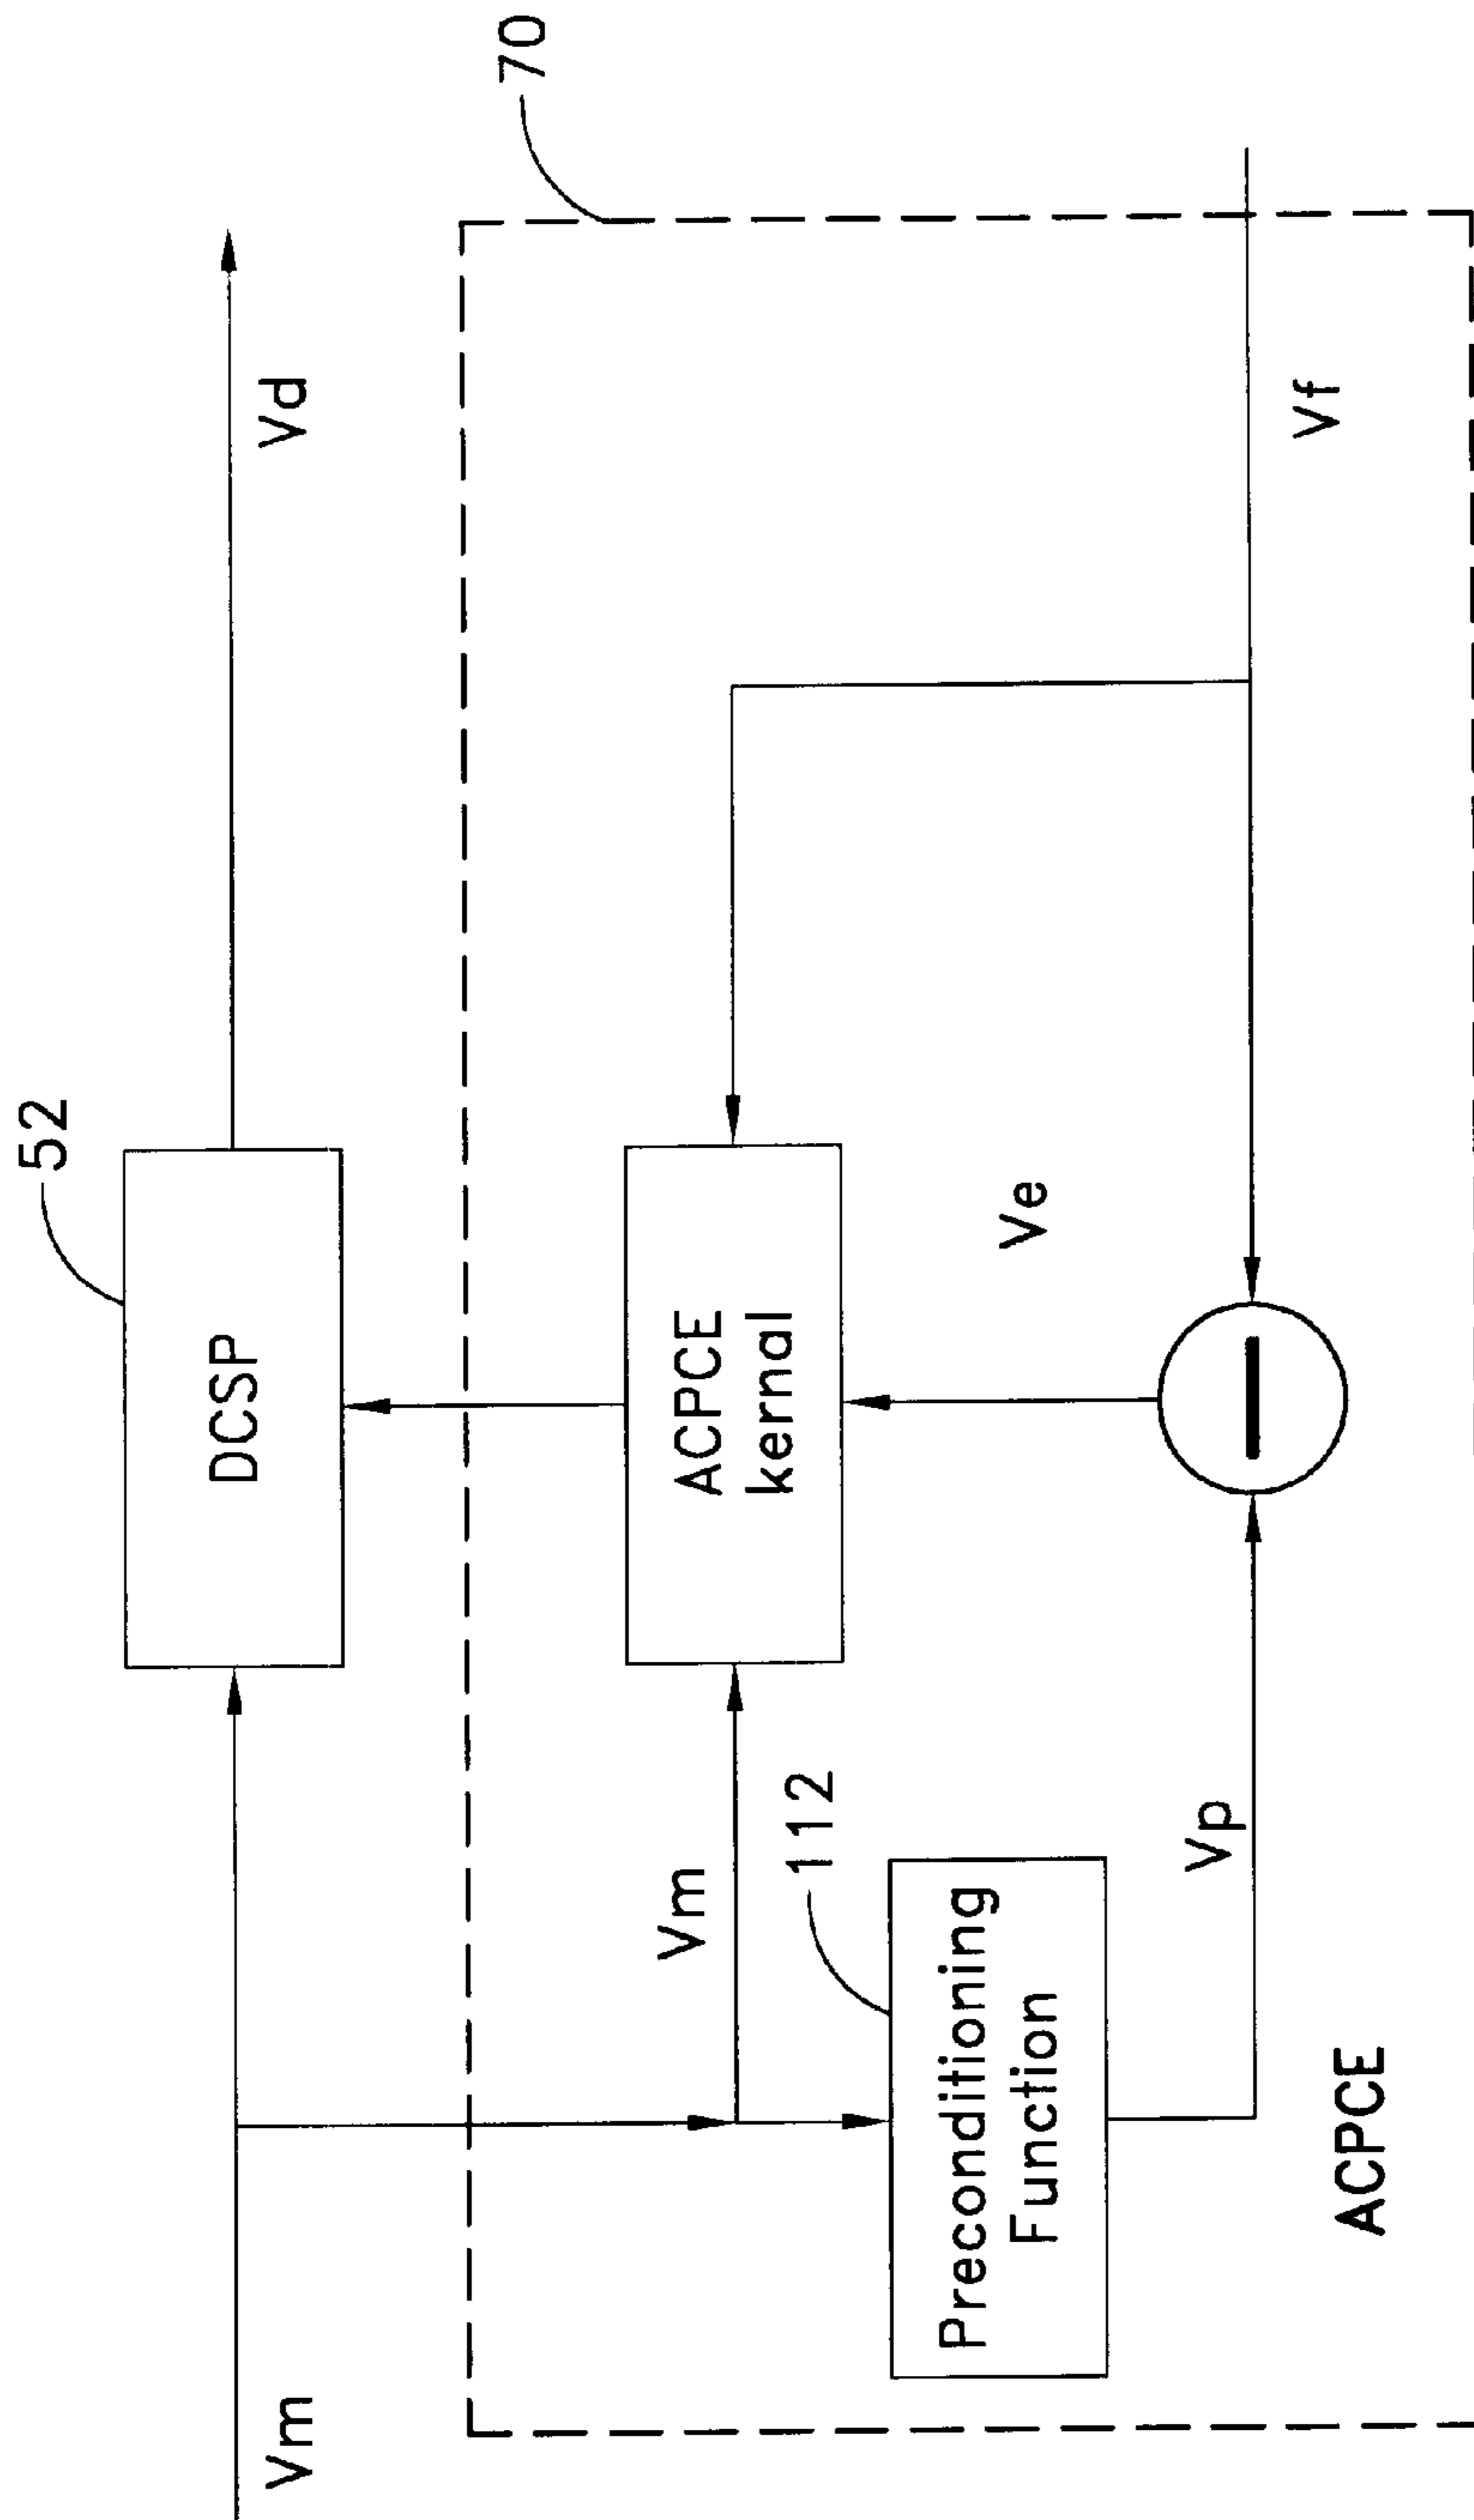 52
DCSP
Vm
Vd
70
ACPCE
kernal
Vm
112
Preconditioning
Function
Ve
Vp
Vf
ACPCE